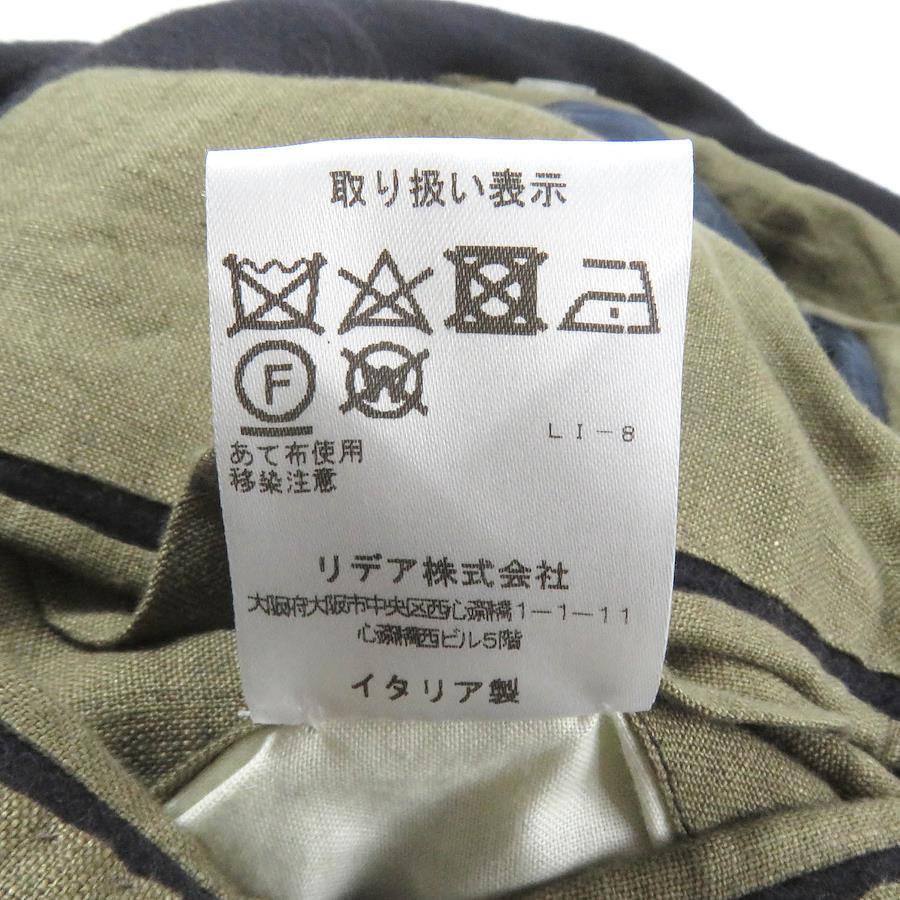 取り扱い表示
F W
LI-8
あて布使用
移染注意
リデア株式会社
大阪府大阪市中央区西心斎橋1-1-11
心斎橋西ビル5階
イタリア製